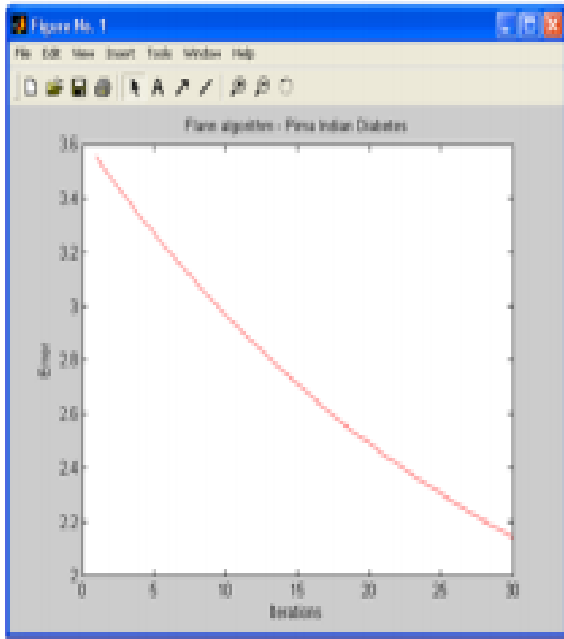 Figure No. 1
File Edit View Insert Tools Window Help
A
Flann algorithm - Pima Indian Diabetes
3.6
3.4
3.2
3
2.8
2.6
2.4
2.2
2
Error
0 5 10 15 20 25 30
Iterations